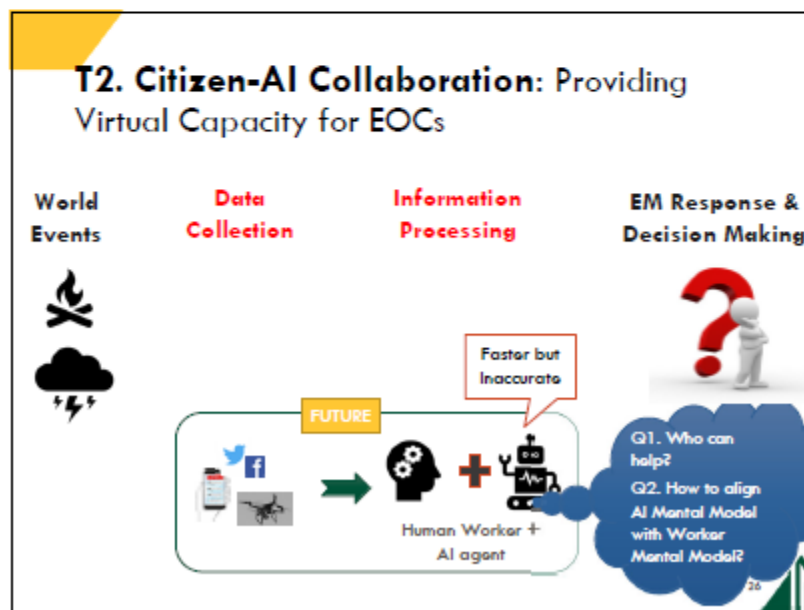 T2. Citizen-AI Collaboration: Providing
Virtual Capacity for EOCs
World
Events
Data
Collection
Information
Processing
EM Response &
Decision Making
Faster but
Inaccurate
FUTURE
Human Worker +
AI agent
Q1. Who can
help?
Q2. How to align
AI Mental Model
with Worker
Mental Model?
26